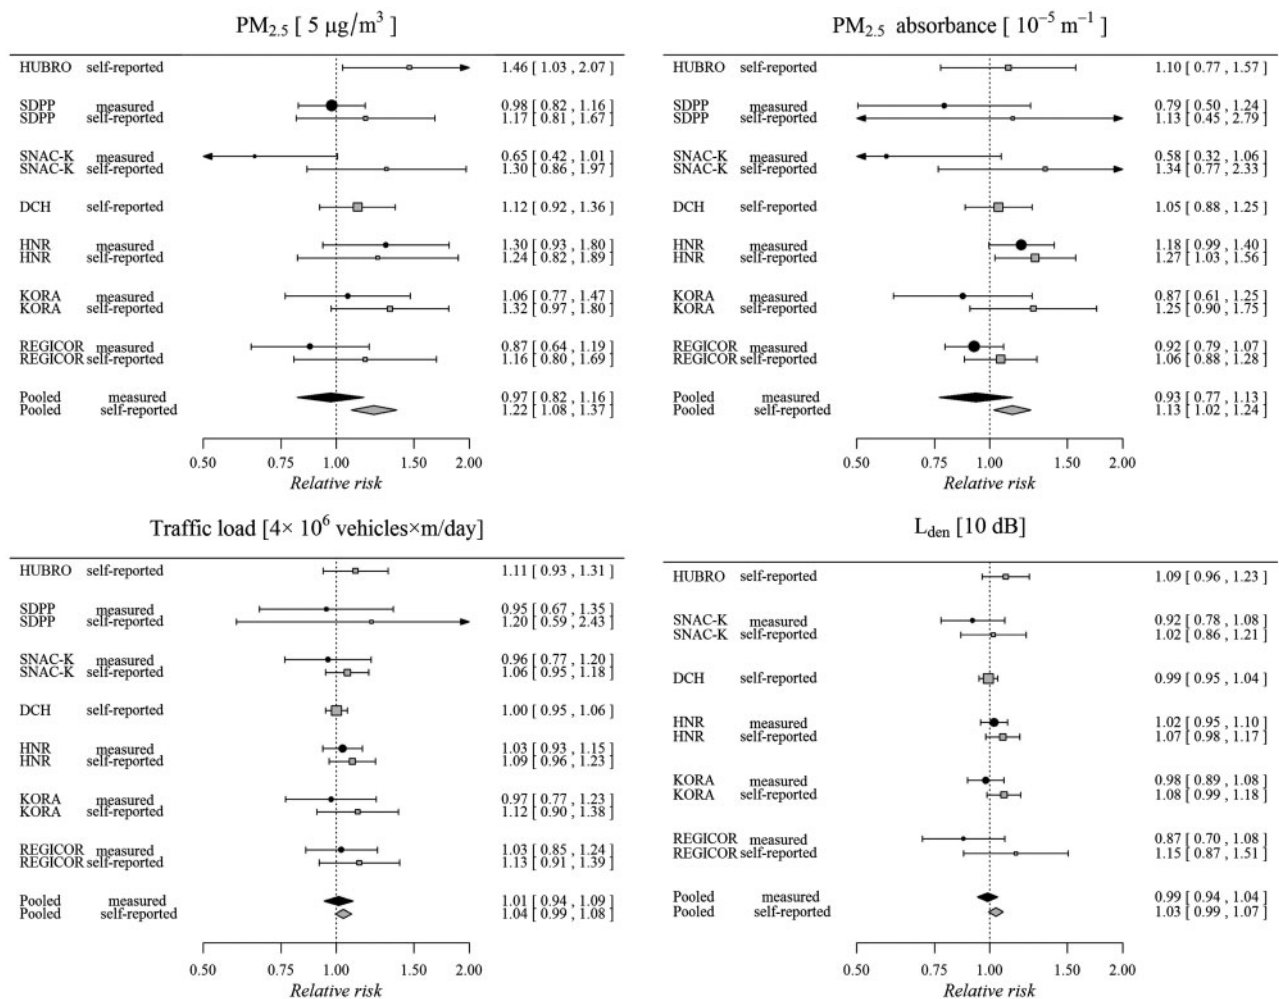 PM2.5 [ 5 μg/m³ ]
HUBRO self-reported 1.46 [ 1.03 , 2.07 ]
SDPP measured 0.98 [ 0.82 , 1.16 ]
SDPP self-reported 1.17 [ 0.81 , 1.67 ]
SNAC-K measured 0.65 [ 0.42 , 1.01 ]
SNAC-K self-reported 1.30 [ 0.86 , 1.97 ]
DCH self-reported 1.12 [ 0.92 , 1.36 ]
HNR measured 1.30 [ 0.93 , 1.80 ]
HNR self-reported 1.24 [ 0.82 , 1.89 ]
KORA measured 1.06 [ 0.77 , 1.47 ]
KORA self-reported 1.32 [ 0.97 , 1.80 ]
REGICOR measured 0.87 [ 0.64 , 1.19 ]
REGICOR self-reported 1.16 [ 0.80 , 1.69 ]
Pooled measured 0.97 [ 0.82 , 1.16 ]
Pooled self-reported 1.22 [ 1.08 , 1.37 ]
0.50 0.75 1.00 1.50 2.00
Relative risk
PM2.5 absorbance [ 10⁻⁵ m⁻¹ ]
HUBRO self-reported 1.10 [ 0.77 , 1.57 ]
SDPP measured 0.79 [ 0.50 , 1.24 ]
SDPP self-reported 1.13 [ 0.45 , 2.79 ]
SNAC-K measured 0.58 [ 0.32 , 1.06 ]
SNAC-K self-reported 1.34 [ 0.77 , 2.33 ]
DCH self-reported 1.05 [ 0.88 , 1.25 ]
HNR measured 1.18 [ 0.99 , 1.40 ]
HNR self-reported 1.27 [ 1.03 , 1.56 ]
KORA measured 0.87 [ 0.61 , 1.25 ]
KORA self-reported 1.25 [ 0.90 , 1.75 ]
REGICOR measured 0.92 [ 0.79 , 1.07 ]
REGICOR self-reported 1.06 [ 0.88 , 1.28 ]
Pooled measured 0.93 [ 0.77 , 1.13 ]
Pooled self-reported 1.13 [ 1.02 , 1.24 ]
0.50 0.75 1.00 1.50 2.00
Relative risk
Traffic load [4× 10⁶ vehicles×m/day]
HUBRO self-reported 1.11 [ 0.93 , 1.31 ]
SDPP measured 0.95 [ 0.67 , 1.35 ]
SDPP self-reported 1.20 [ 0.59 , 2.43 ]
SNAC-K measured 0.96 [ 0.77 , 1.20 ]
SNAC-K self-reported 1.06 [ 0.95 , 1.18 ]
DCH self-reported 1.00 [ 0.95 , 1.06 ]
HNR measured 1.03 [ 0.93 , 1.15 ]
HNR self-reported 1.09 [ 0.96 , 1.23 ]
KORA measured 0.97 [ 0.77 , 1.23 ]
KORA self-reported 1.12 [ 0.90 , 1.38 ]
REGICOR measured 1.03 [ 0.85 , 1.24 ]
REGICOR self-reported 1.13 [ 0.91 , 1.39 ]
Pooled measured 1.01 [ 0.94 , 1.09 ]
Pooled self-reported 1.04 [ 0.99 , 1.08 ]
0.50 0.75 1.00 1.50 2.00
Relative risk
Lden [10 dB]
HUBRO self-reported 1.09 [ 0.96 , 1.23 ]
SNAC-K measured 0.92 [ 0.78 , 1.08 ]
SNAC-K self-reported 1.02 [ 0.86 , 1.21 ]
DCH self-reported 0.99 [ 0.95 , 1.04 ]
HNR measured 1.02 [ 0.95 , 1.10 ]
HNR self-reported 1.07 [ 0.98 , 1.17 ]
KORA measured 0.98 [ 0.89 , 1.08 ]
KORA self-reported 1.08 [ 0.99 , 1.18 ]
REGICOR measured 0.87 [ 0.70 , 1.08 ]
REGICOR self-reported 1.15 [ 0.87 , 1.51 ]
Pooled measured 0.99 [ 0.94 , 1.04 ]
Pooled self-reported 1.03 [ 0.99 , 1.07 ]
0.50 0.75 1.00 1.50 2.00
Relative risk